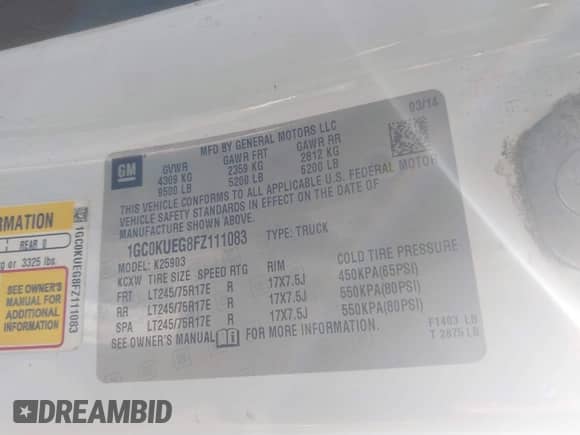 03/14
GM
MFD BY GENERAL MOTORS LLC
GVWR GAWR FRT GAWR RR
4309 KG 2359 KG 2812 KG
9500 LB 5200 LB 6200 LB
THIS VEHICLE CONFORMS TO ALL APPLICABLE U.S. FEDERAL MOTOR
VEHICLE SAFETY STANDARDS IN EFFECT ON THE DATE OF
MANUFACTURE SHOWN ABOVE.
1GC0KUEG8FZ111083 TYPE: TRUCK
MODEL: K25903
KCXW TIRE SIZE SPEED RTG RIM COLD TIRE PRESSURE
FRT LT245/75R17E R 17X7.5J 450KPA(65PSI)
RR LT245/75R17E R 17X7.5J 550KPA(80PSI)
SPA LT245/75R17E R 17X7.5J 550KPA(80PSI)
SEE OWNER'S MANUAL FOR MORE INFORMATION.
F1403 LB
T 2875 LB
FORMATION
REAR 0
or 3325 lbs.
SEE OWNER'S
MANUAL FOR
ADDITIONAL
INFORMATION
1GC0KUEG8FZ111083
DREAMBID